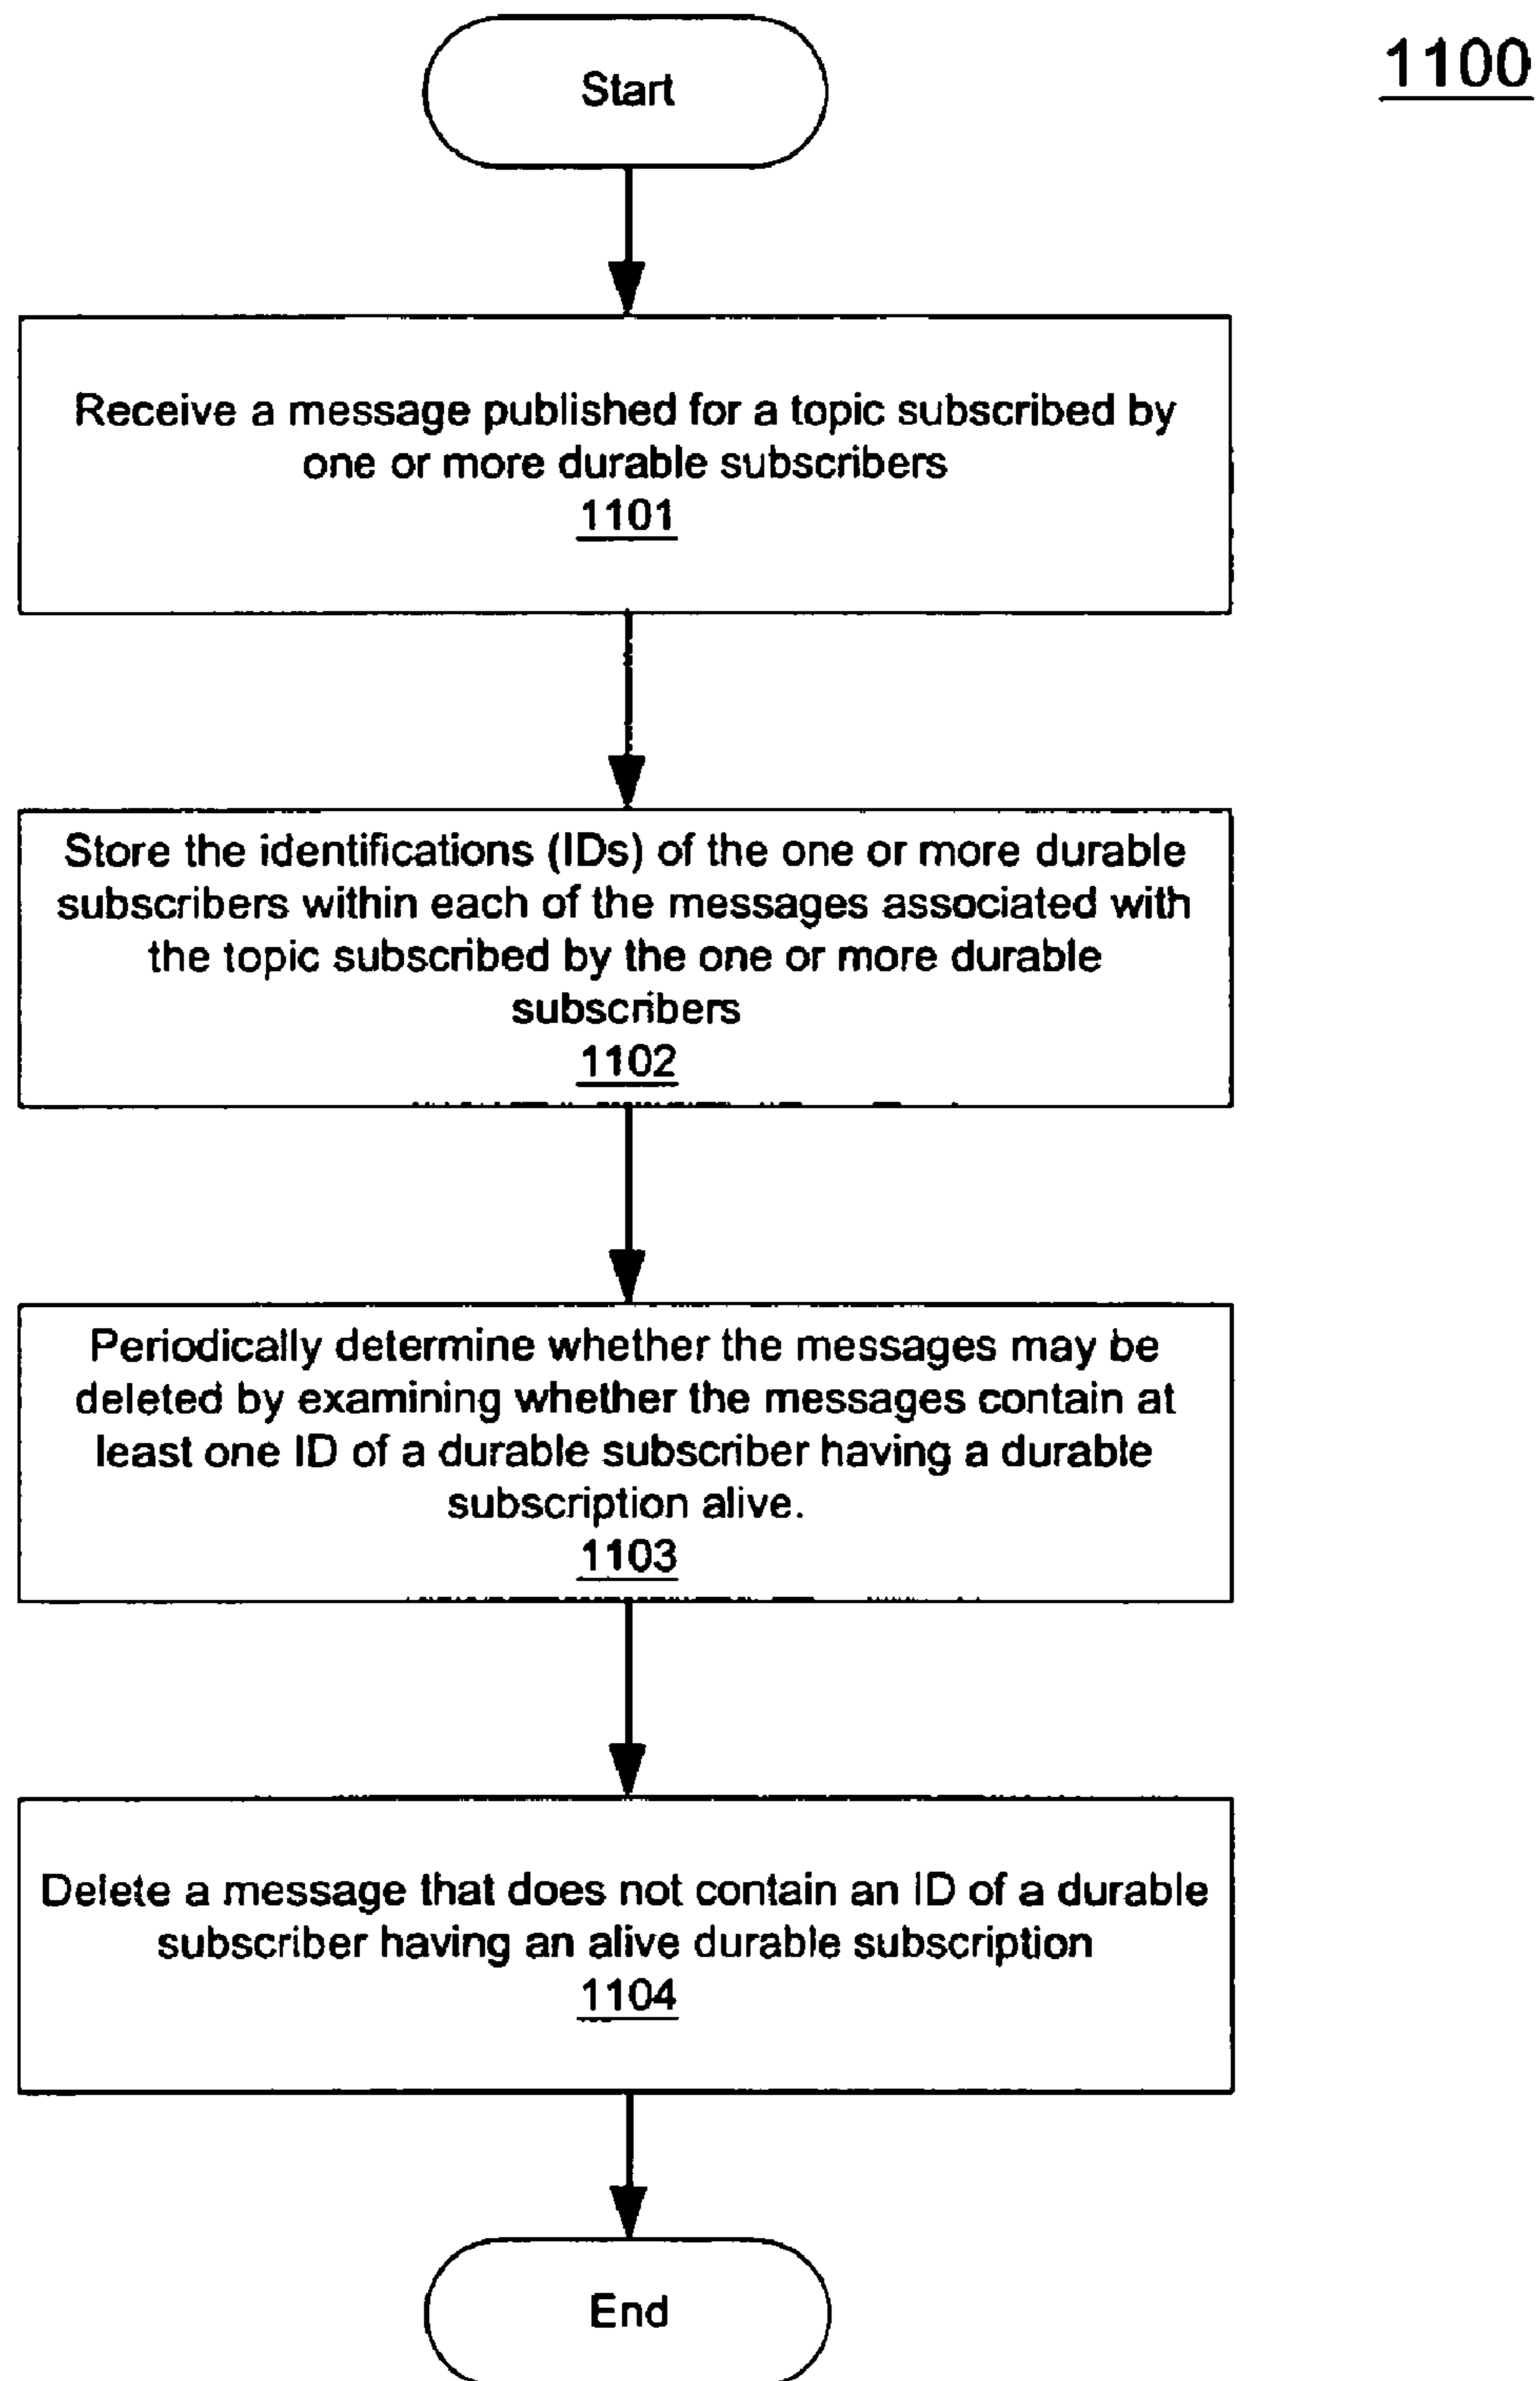 Start
1100
Receive a message published for a topic subscribed by
one or more durable subscribers
1101
Store the identifications (IDs) of the one or more durable
subscribers within each of the messages associated with
the topic subscribed by the one or more durable
subscribers
1102
Periodically determine whether the messages may be
deleted by examining whether the messages contain at
least one ID of a durable subscriber having a durable
subscription alive.
1103
Delete a message that does not contain an ID of a durable
subscriber having an alive durable subscription
1104
End